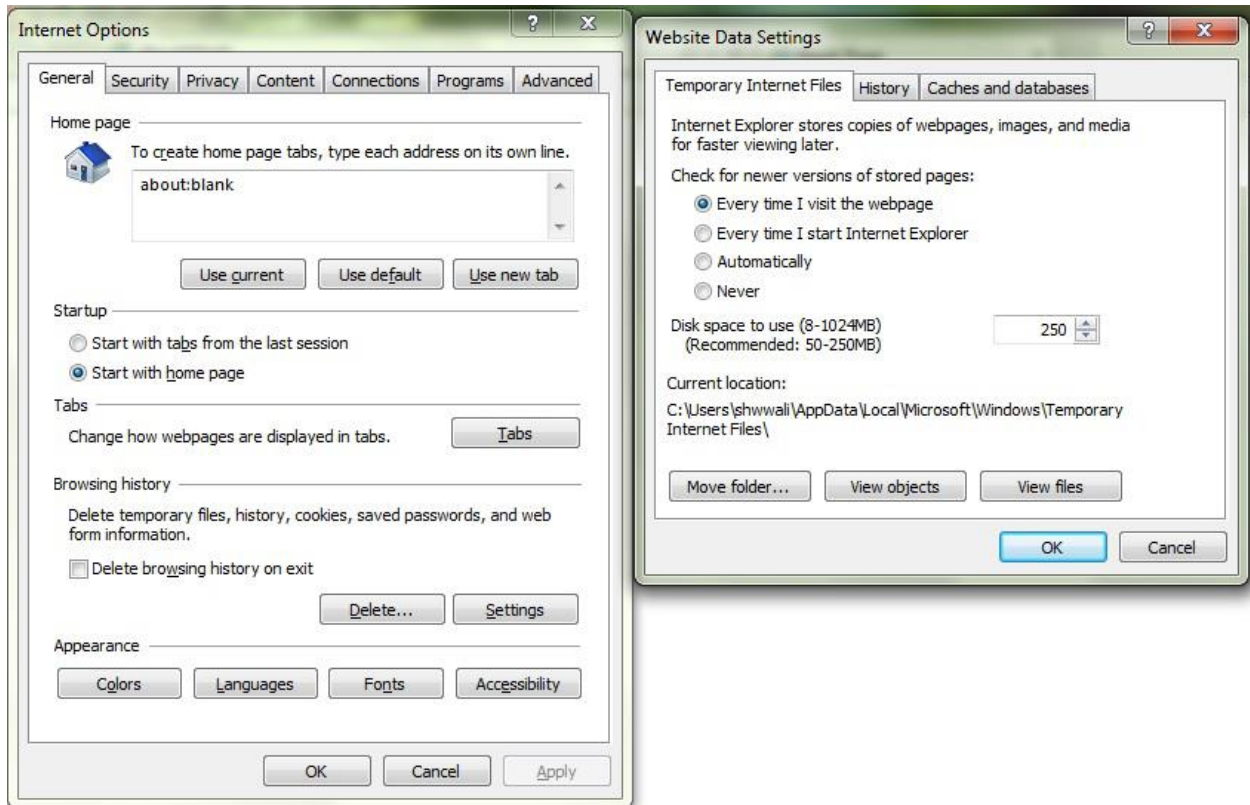 Internet Options
General Security Privacy Content Connections Programs Advanced
Home page
To create home page tabs, type each address on its own line.
about:blank
Use current Use default Use new tab
Startup
Start with tabs from the last session
Start with home page
Tabs
Change how webpages are displayed in tabs.
Tabs
Browsing history
Delete temporary files, history, cookies, saved passwords, and web
form information.
Delete browsing history on exit
Delete... Settings
Appearance
Colors Languages Fonts Accessibility
OK Cancel Apply
Website Data Settings
Temporary Internet Files History Caches and databases
Internet Explorer stores copies of webpages, images, and media
for faster viewing later.
Check for newer versions of stored pages:
Every time I visit the webpage
Every time I start Internet Explorer
Automatically
Never
Disk space to use (8-1024MB)
(Recommended: 50-250MB)
250
Current location:
C:\Users\shwwali\AppData\Local\Microsoft\Windows\Temporary
Internet Files\
Move folder... View objects View files
OK Cancel